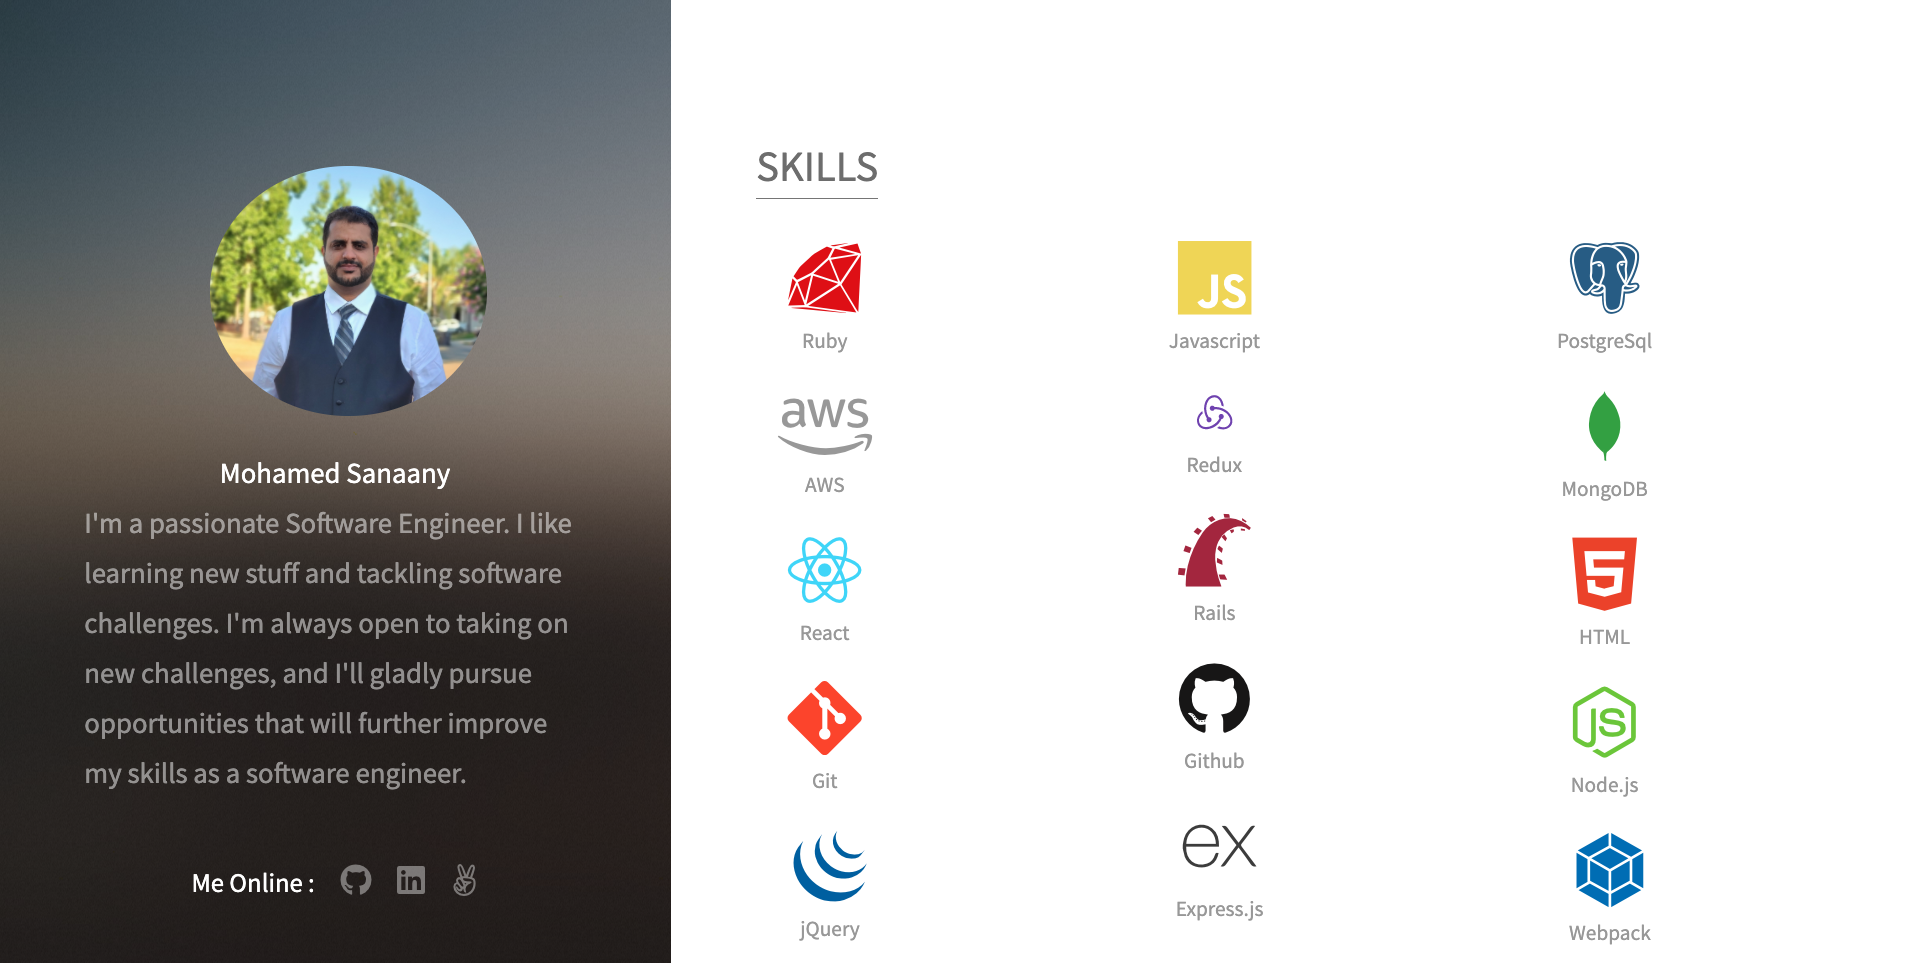 Mohamed Sanaany
I'm a passionate Software Engineer. I like
learning new stuff and tackling software
challenges. I'm always open to taking on
new challenges, and I'll gladly pursue
opportunities that will further improve
my skills as a software engineer.
Me Online :
in
SKILLS
JS
Ruby
Javascript
PostgreSql
aws
AWS
Redux
MongoDB
React
Rails
5
HTML
Git
Github
JS
Node.js
jQuery
ex
Express.js
Webpack